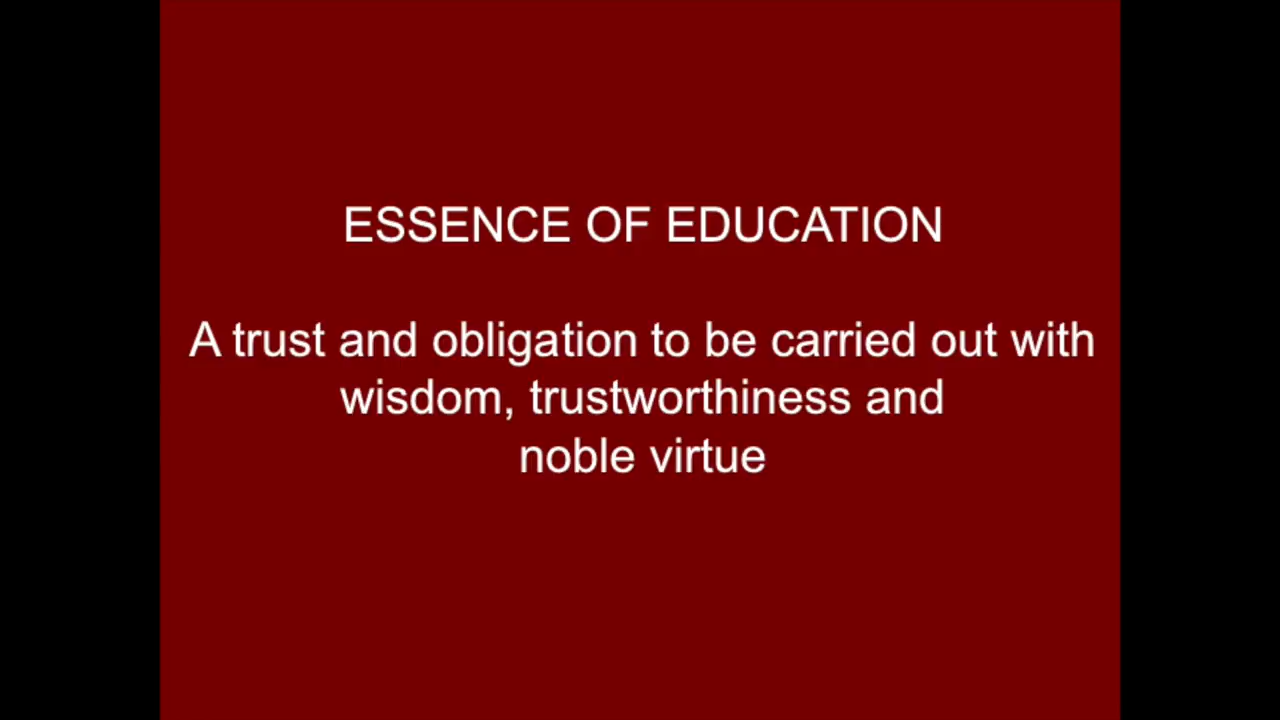 ESSENCE OF EDUCATION
A trust and obligation to be carried out with
wisdom, trustworthiness and
noble virtue